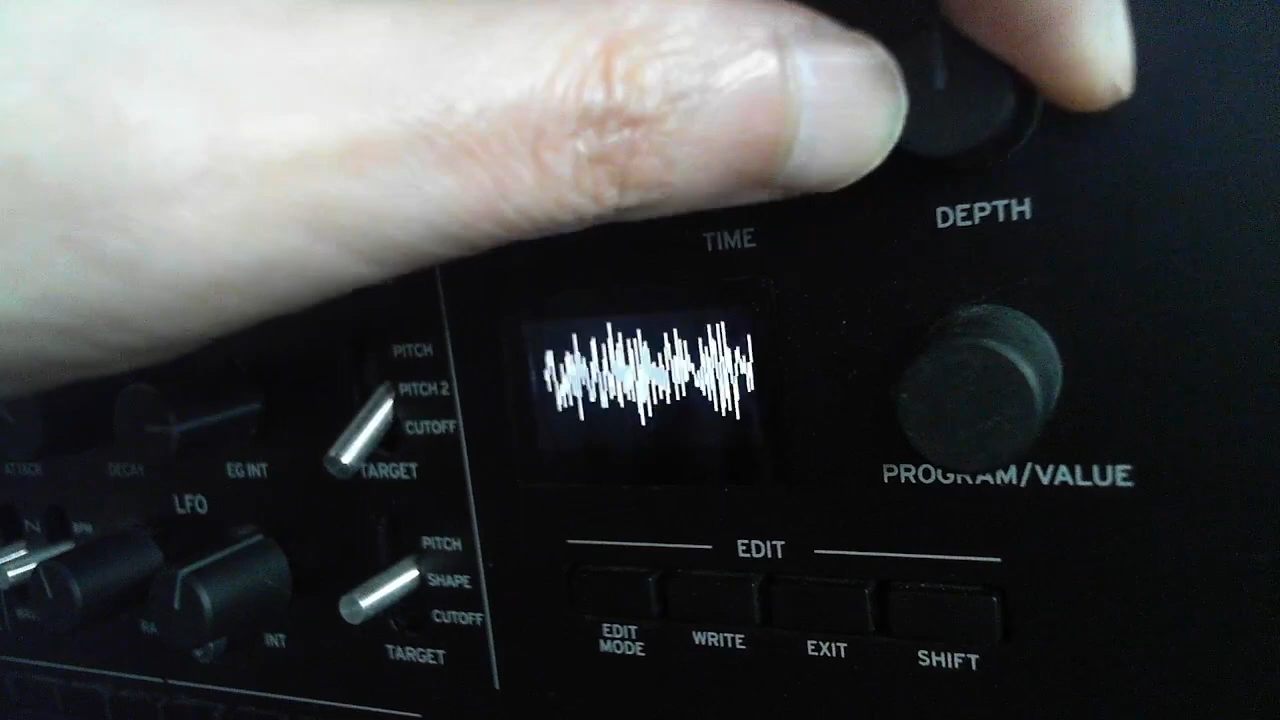 TIME
DEPTH
PITCH
PITCH 2
CUTOFF
TARGET
ATTACK
DECAY
EG INT
LFO
PROGRAM/VALUE
PITCH
SHAPE
CUTOFF
TARGET
INT
EDIT
EDIT
MODE
WRITE
EXIT
SHIFT